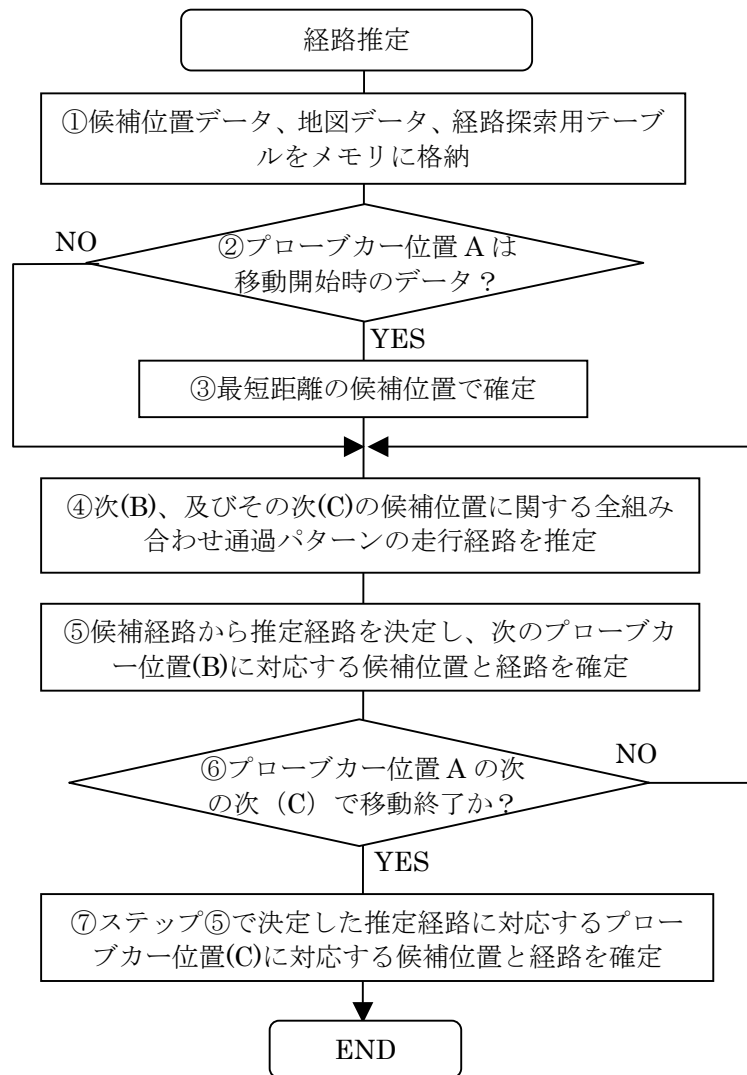 経路推定
①候補位置データ、地図データ、経路探索用テーブ
ルをメモリに格納
NO
②プローブカー位置 A は
移動開始時のデータ？
YES
③最短距離の候補位置で確定
④次(B)、及びその次(C)の候補位置に関する全組み
合わせ通過パターンの走行経路を推定
⑤候補経路から推定経路を決定し、次のプローブカ
ー位置(B)に対応する候補位置と経路を確定
NO
⑥プローブカー位置 A の次
の次（C）で移動終了か？
YES
⑦ステップ⑤で決定した推定経路に対応するプロー
ブカー位置(C)に対応する候補位置と経路を確定
END